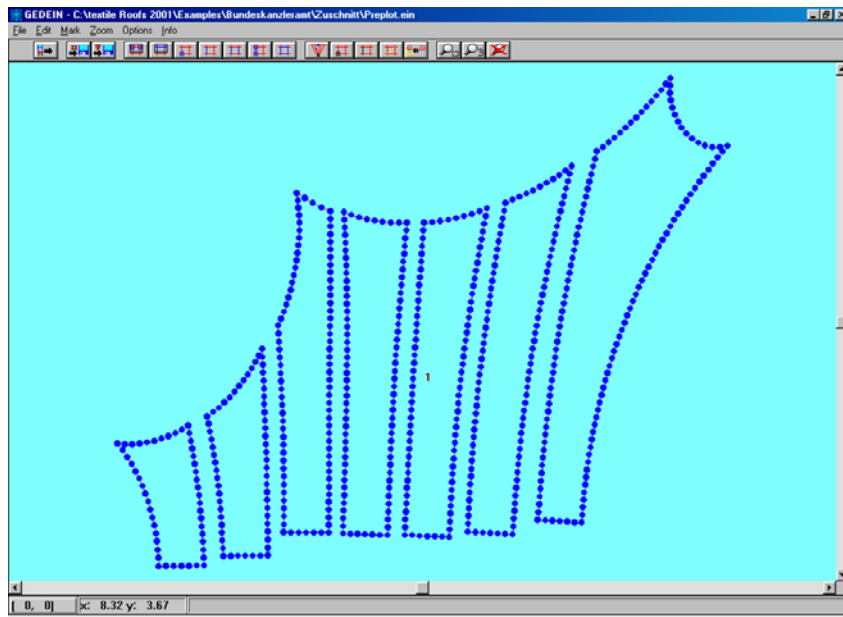 GEDEIN - C:\textile Roofs 2001\Examples\Bundeskanzleramt\Zuschnitt\Preplot.ein
File Edit Mark Zoom Options Info
1
[ 0, 0] x: 8.32 y: 3.67